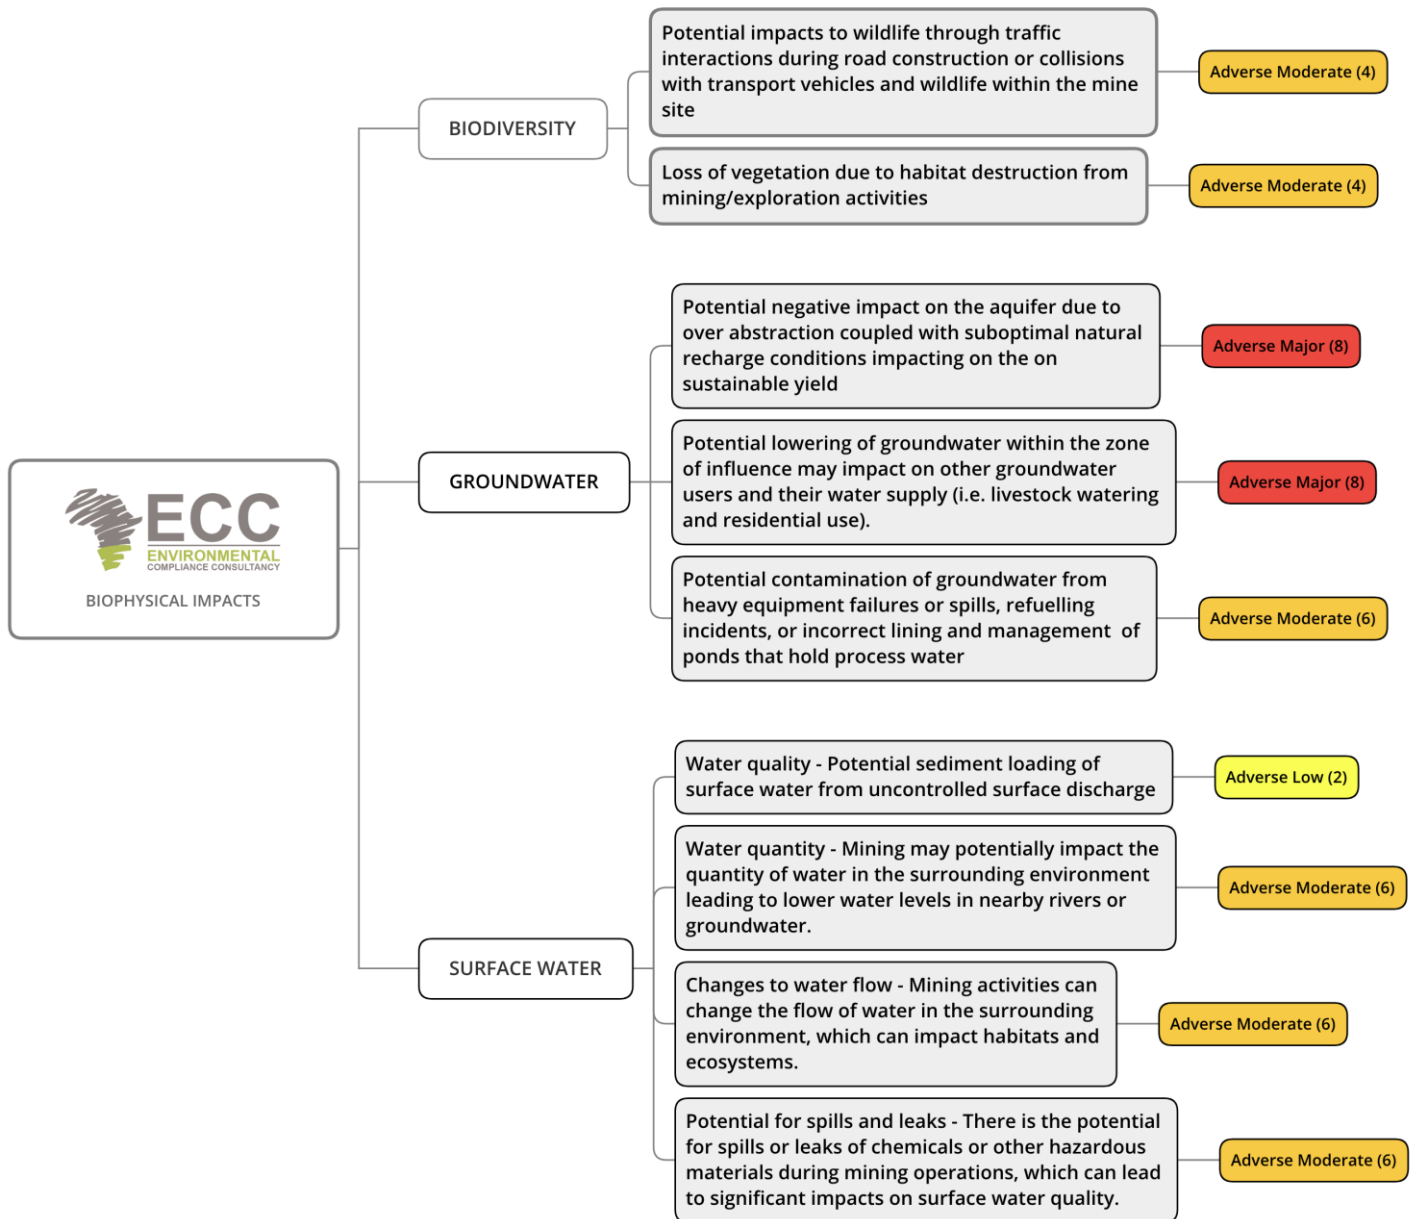 ECC
ENVIRONMENTAL
COMPLIANCE CONSULTANCY
BIOPHYSICAL IMPACTS
BIODIVERSITY
Potential impacts to wildlife through traffic
interactions during road construction or collisions
with transport vehicles and wildlife within the mine
site
Adverse Moderate (4)
Loss of vegetation due to habitat destruction from
mining/exploration activities
Adverse Moderate (4)
GROUNDWATER
Potential negative impact on the aquifer due to
over abstraction coupled with suboptimal natural
recharge conditions impacting on the on
sustainable yield
Adverse Major (8)
Potential lowering of groundwater within the zone
of influence may impact on other groundwater
users and their water supply (i.e. livestock watering
and residential use).
Adverse Major (8)
Potential contamination of groundwater from
heavy equipment failures or spills, refuelling
incidents, or incorrect lining and management  of
ponds that hold process water
Adverse Moderate (6)
SURFACE WATER
Water quality - Potential sediment loading of
surface water from uncontrolled surface discharge
Adverse Low (2)
Water quantity - Mining may potentially impact the
quantity of water in the surrounding environment
leading to lower water levels in nearby rivers or
groundwater.
Adverse Moderate (6)
Changes to water flow - Mining activities can
change the flow of water in the surrounding
environment, which can impact habitats and
ecosystems.
Adverse Moderate (6)
Potential for spills and leaks - There is the potential
for spills or leaks of chemicals or other hazardous
materials during mining operations, which can lead
to significant impacts on surface water quality.
Adverse Moderate (6)